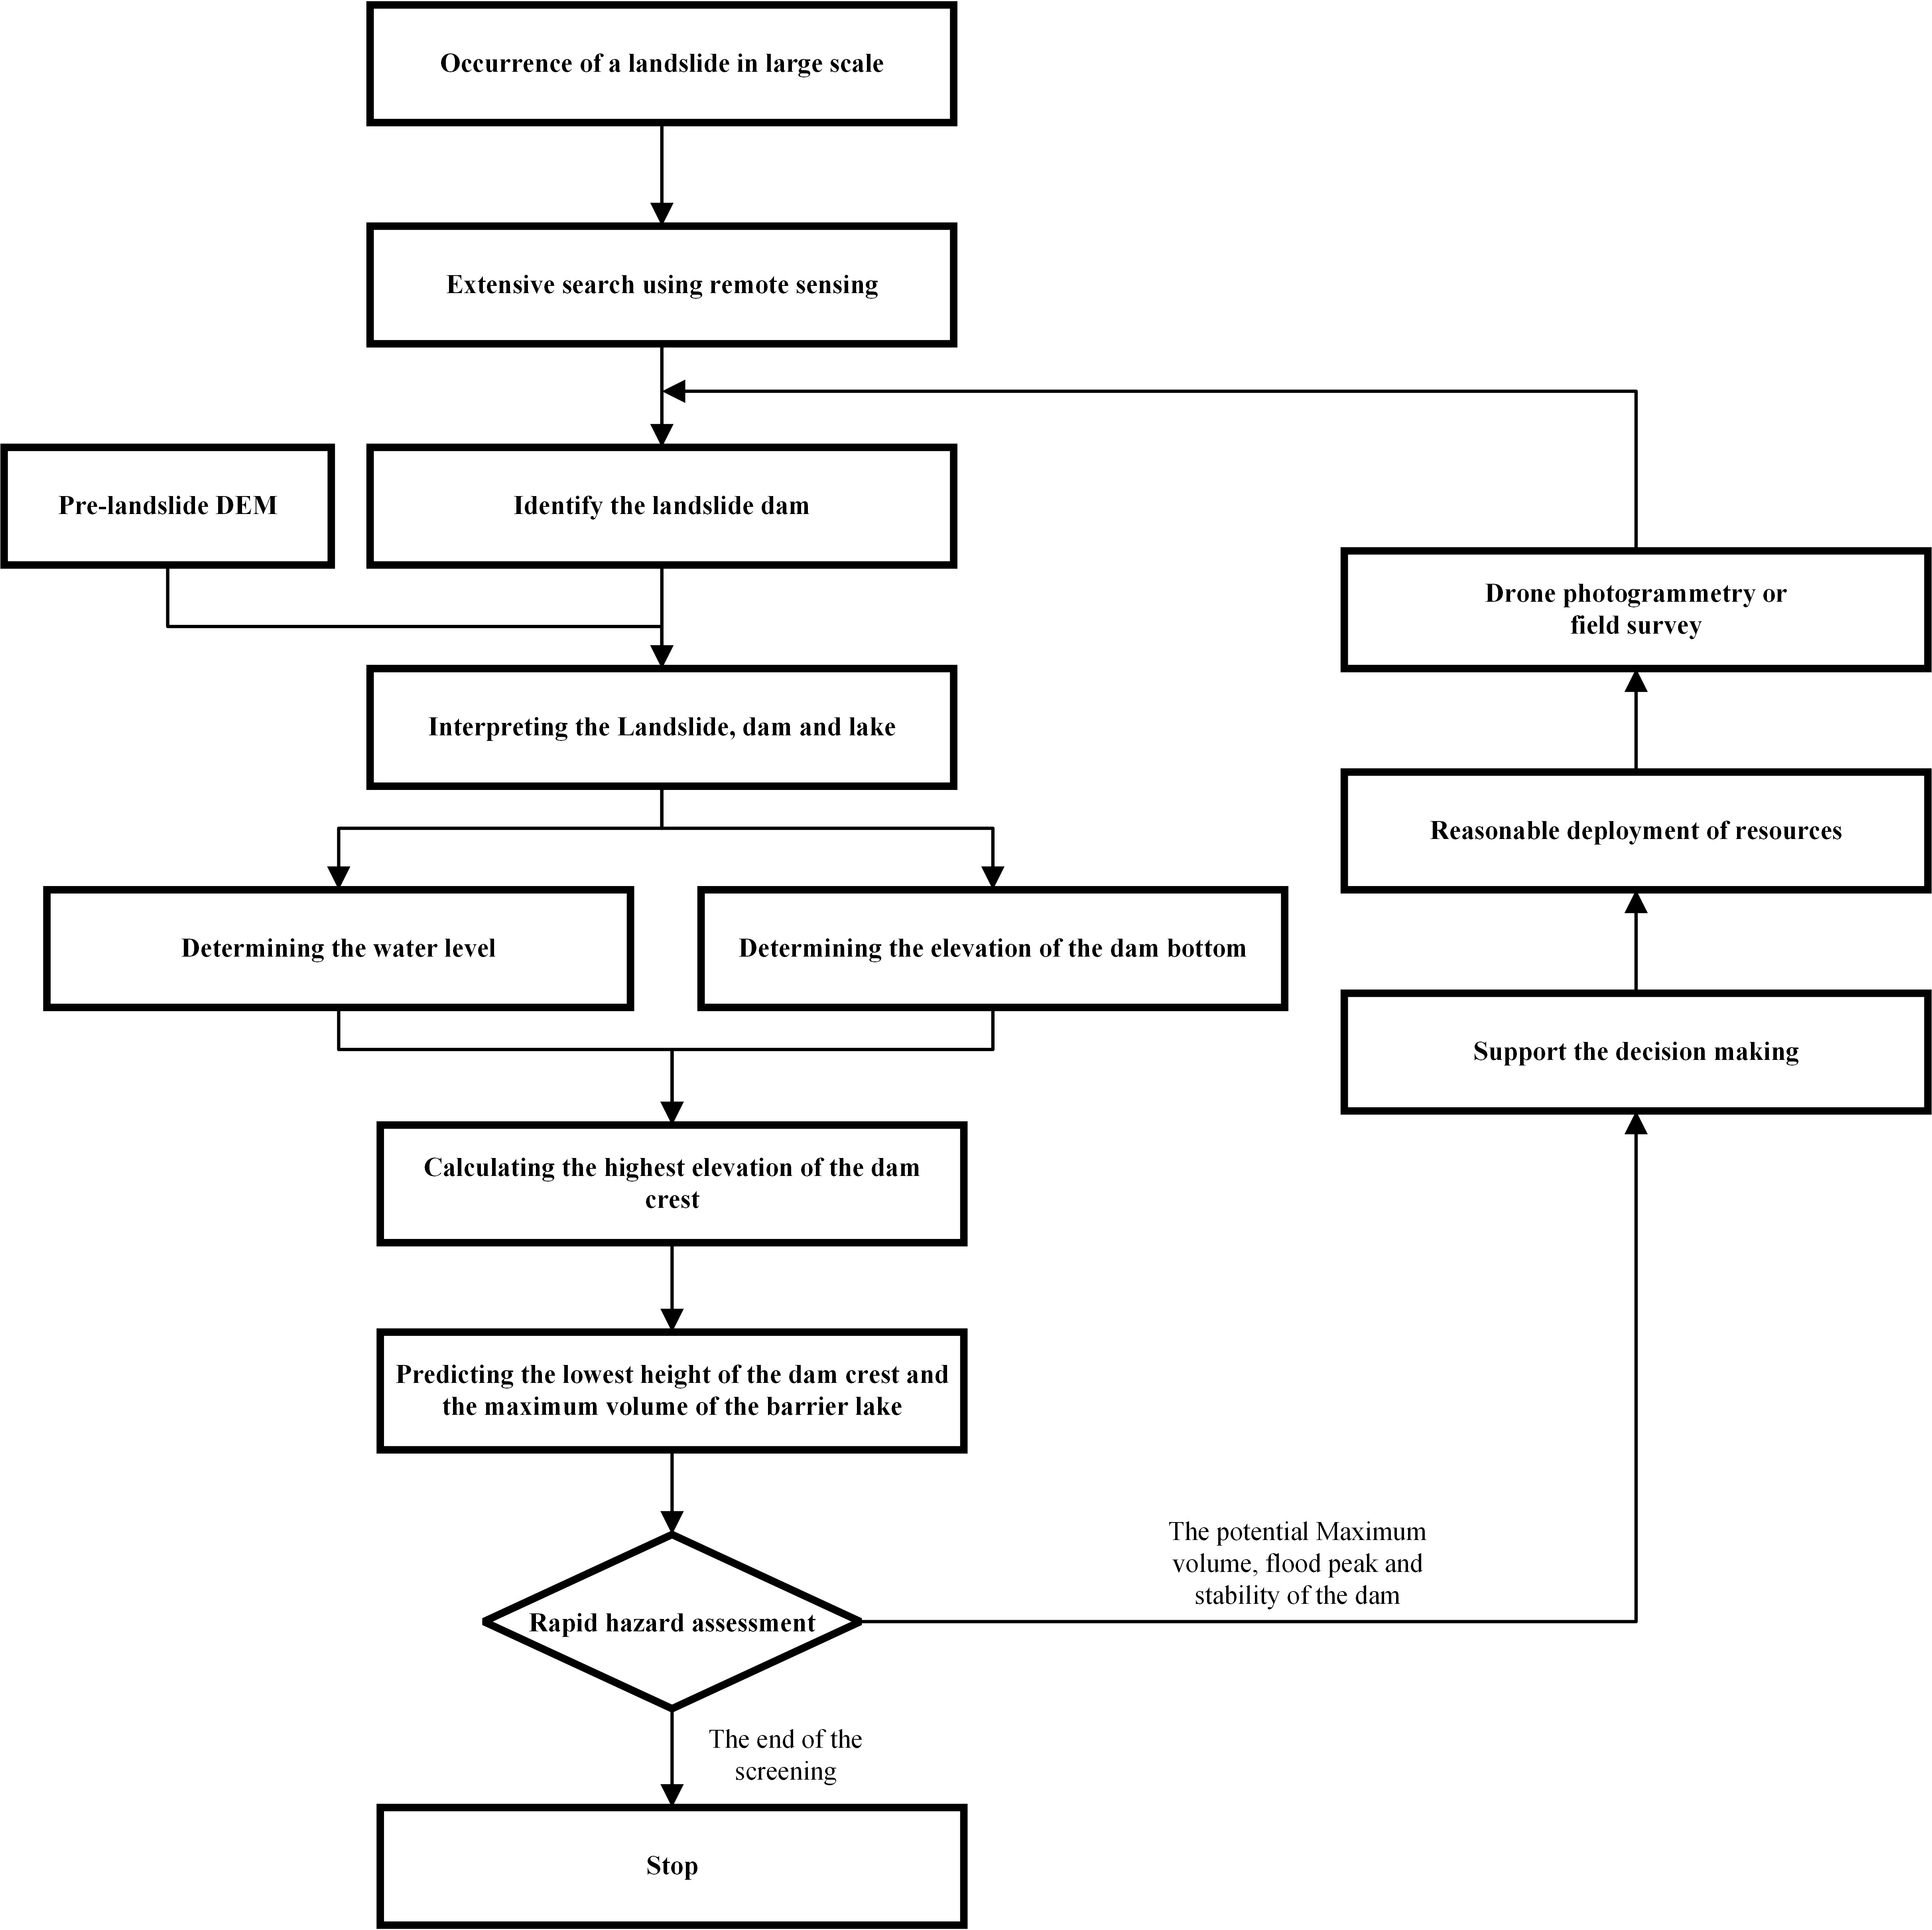 Occurrence of a landslide in large scale
Extensive search using remote sensing
Pre-landslide DEM
Identify the landslide dam
Drone photogrammetry or
field survey
Interpreting the Landslide, dam and lake
Reasonable deployment of resources
Determining the water level
Determining the elevation of the dam bottom
Support the decision making
Calculating the highest elevation of the dam
crest
Predicting the lowest height of the dam crest and
the maximum volume of the barrier lake
The potential Maximum
volume, flood peak and
stability of the dam
Rapid hazard assessment
The end of the
screening
Stop